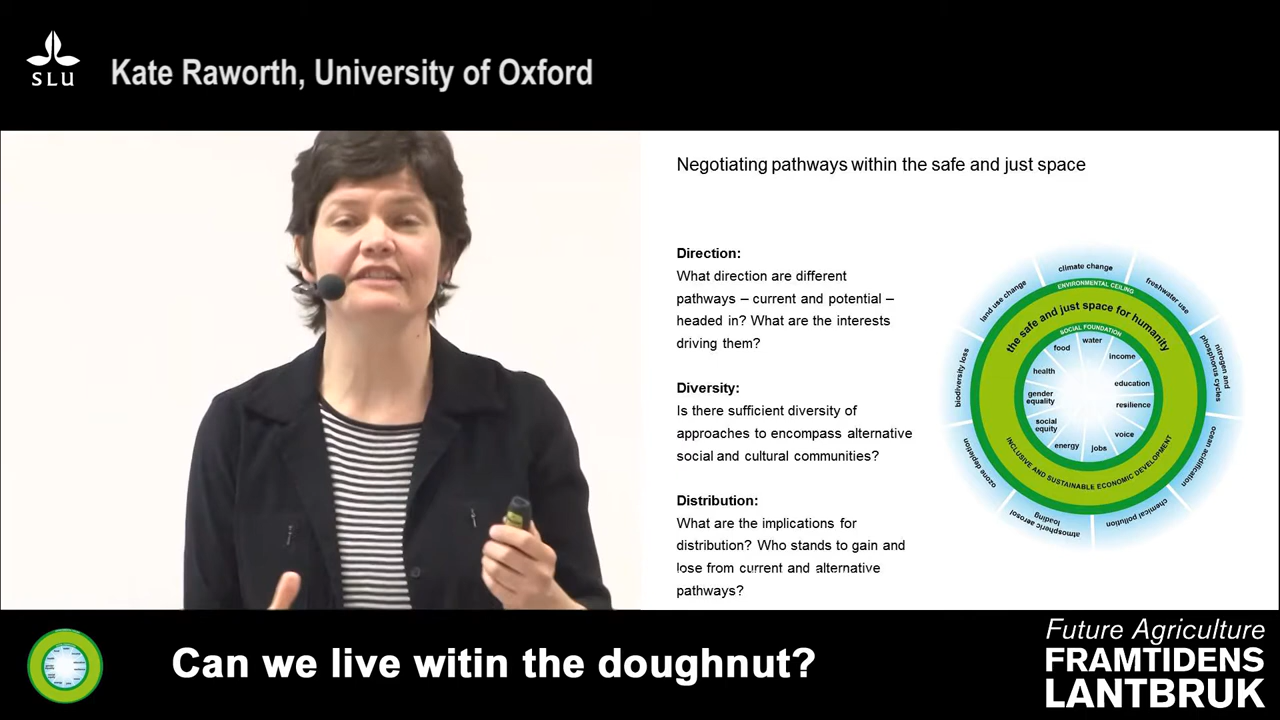 SLU
Kate Raworth, University of Oxford
Negotiating pathways within the safe and just space
Direction:
What direction are different
pathways – current and potential –
headed in? What are the interests
driving them?
Diversity:
Is there sufficient diversity of
approaches to encompass alternative
social and cultural communities?
Distribution:
What are the implications for
distribution? Who stands to gain and
lose from current and alternative
pathways?
climate change
freshwater use
nitrogen and
phosphorus cycles
ocean acidification
chemical pollution
atmospheric aerosol
loading
ozone depletion
biodiversity loss
land use change
ENVIRONMENTAL CEILING
the safe and just space for humanity
SOCIAL FOUNDATION
water
income
education
resilience
voice
jobs
energy
social
equity
gender
equality
health
food
INCLUSIVE AND SUSTAINABLE ECONOMIC DEVELOPMENT
Can we live witin the doughnut?
Future Agriculture
FRAMTIDENS
LANTBRUK